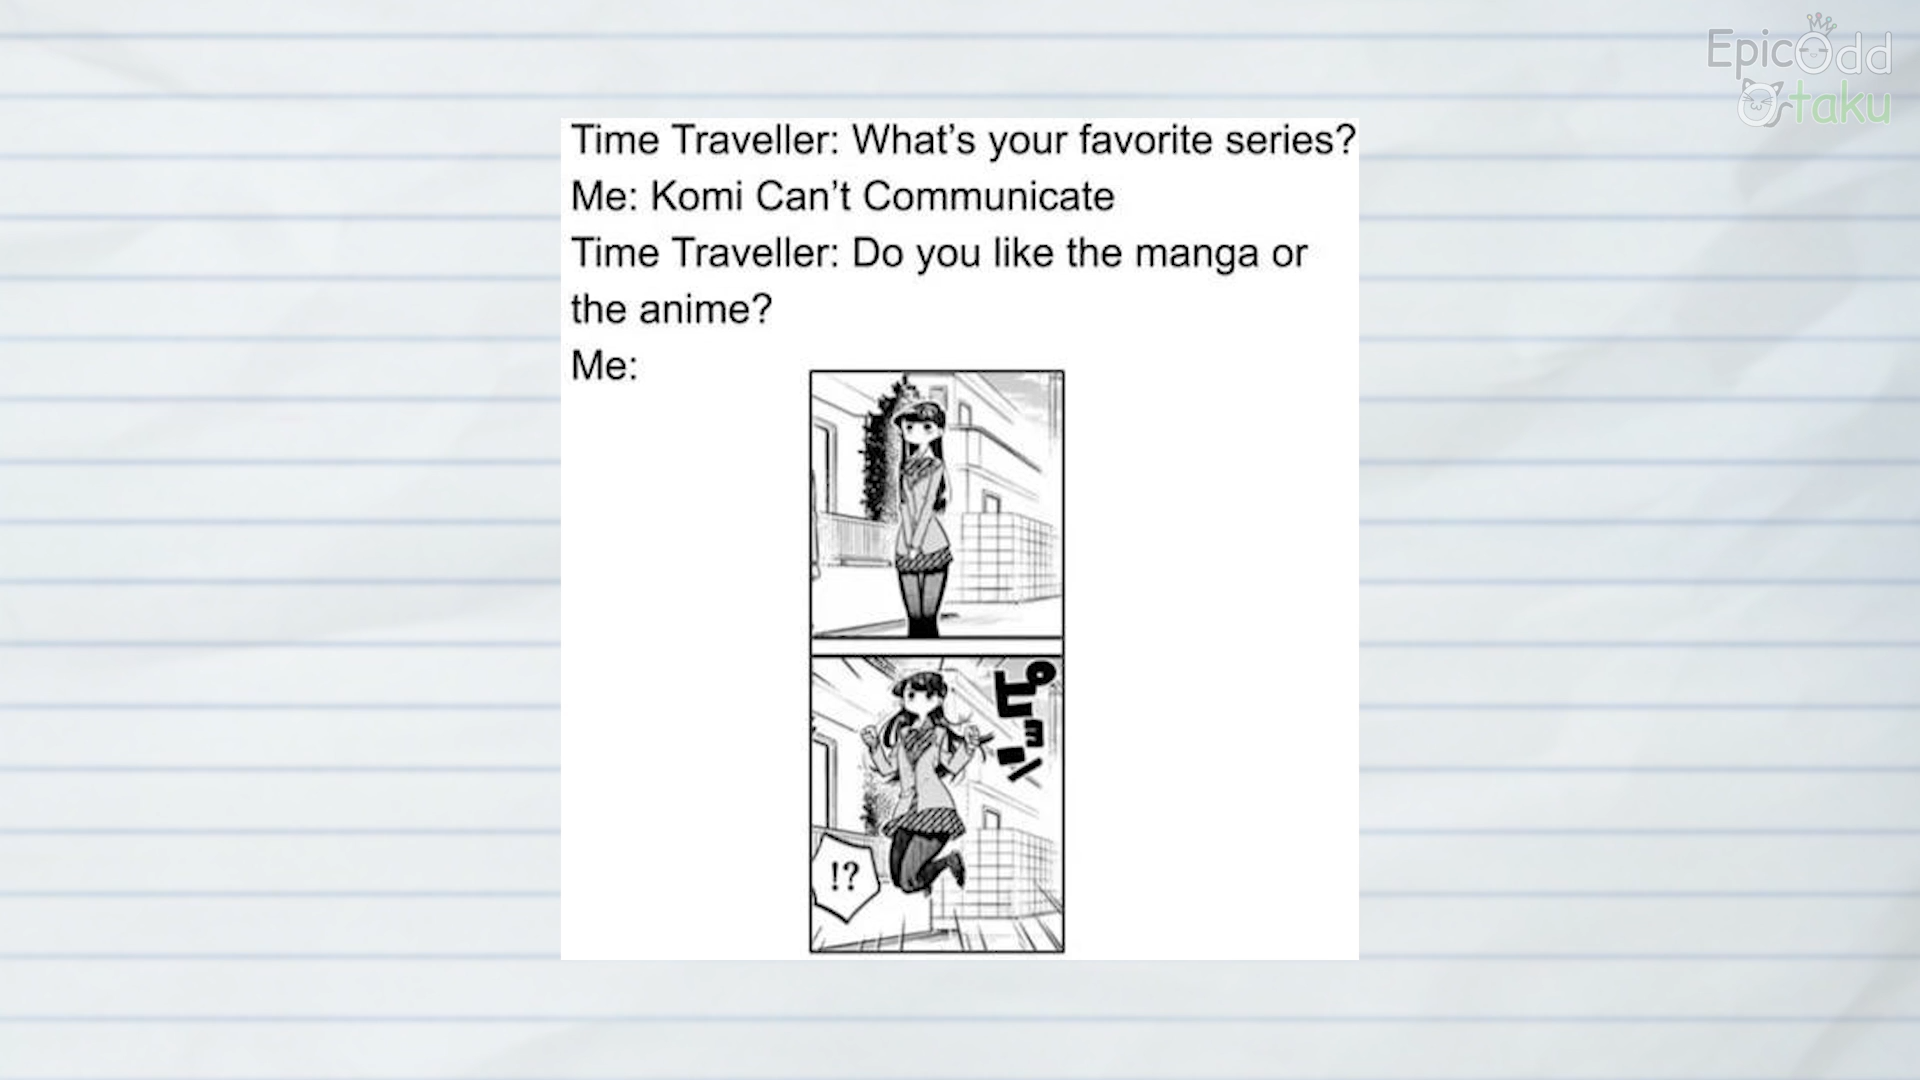 EpicOdd
Otaku
Time Traveller: What's your favorite series?
Me: Komi Can't Communicate
Time Traveller: Do you like the manga or
the anime?
Me:
ピョン
!?